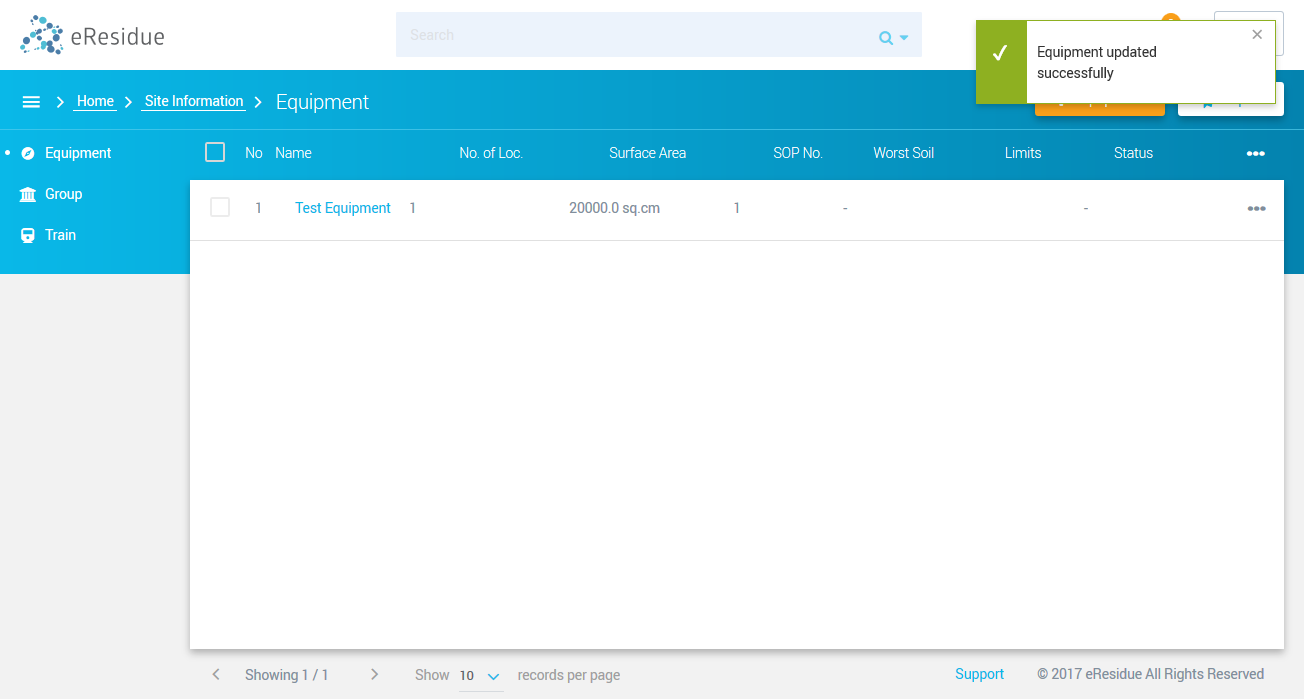 eResidue
Search
Equipment updated
successfully
Home
Site Information
Equipment
Equipment
Group
Train
No Name No. of Loc. Surface Area SOP No. Worst Soil Limits Status
1 Test Equipment 1 20000.0 sq.cm 1 - -
Showing 1 / 1
Show 10 records per page
Support
© 2017 eResidue All Rights Reserved